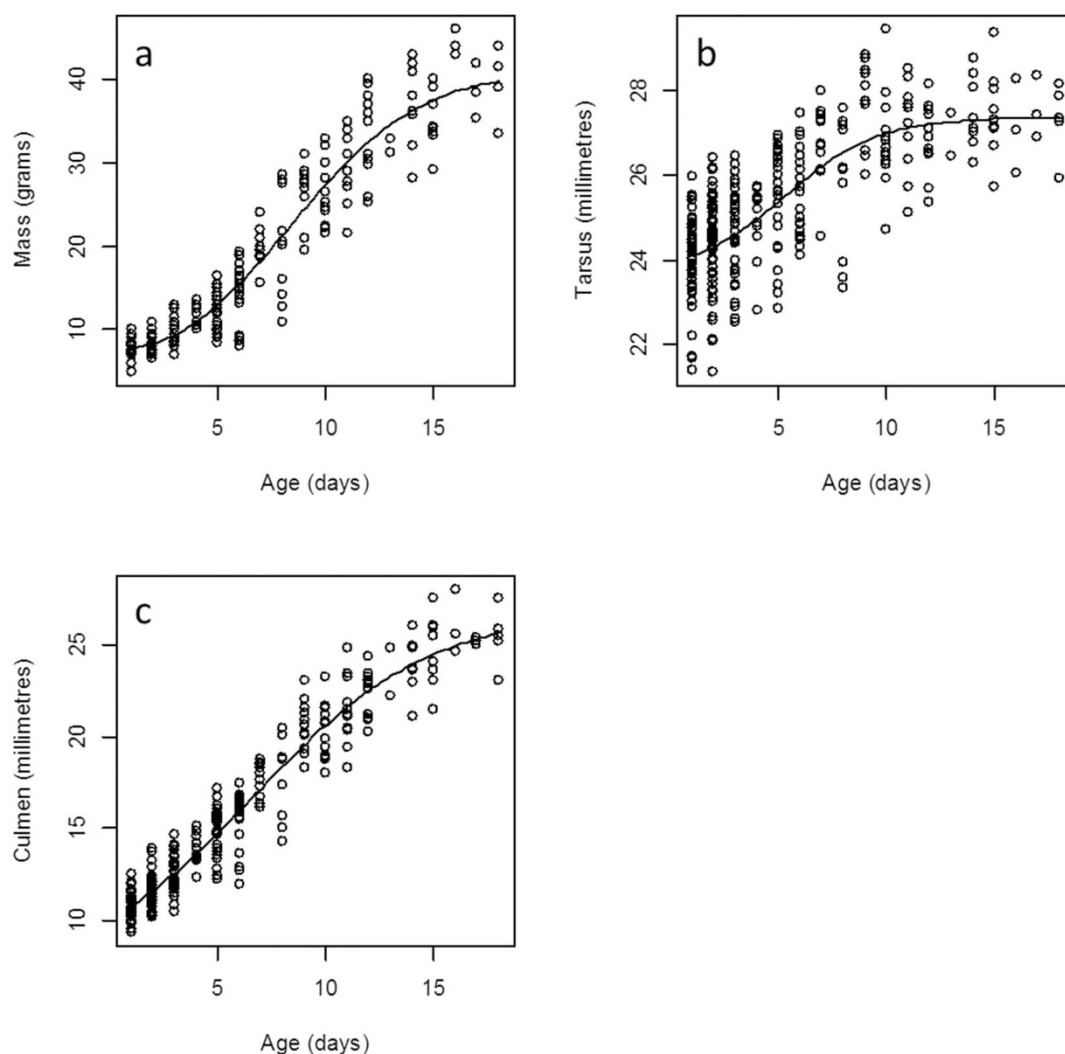 a
Mass (grams)
40
30
20
10
5 10 15
Age (days)
b
Tarsus (millimetres)
28
26
24
22
5 10 15
Age (days)
c
Culmen (millimetres)
25
20
15
10
5 10 15
Age (days)